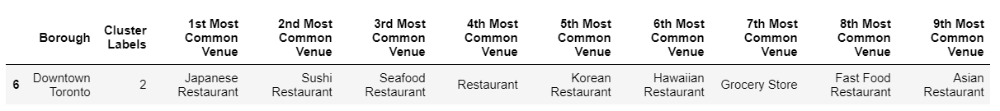 Borough Cluster Labels 1st Most Common Venue 2nd Most Common Venue 3rd Most Common Venue 4th Most Common Venue 5th Most Common Venue 6th Most Common Venue 7th Most Common Venue 8th Most Common Venue 9th Most Common Venue
6 Downtown Toronto 2 Japanese Restaurant Sushi Restaurant Seafood Restaurant Restaurant Korean Restaurant Hawaiian Restaurant Grocery Store Fast Food Restaurant Asian Restaurant